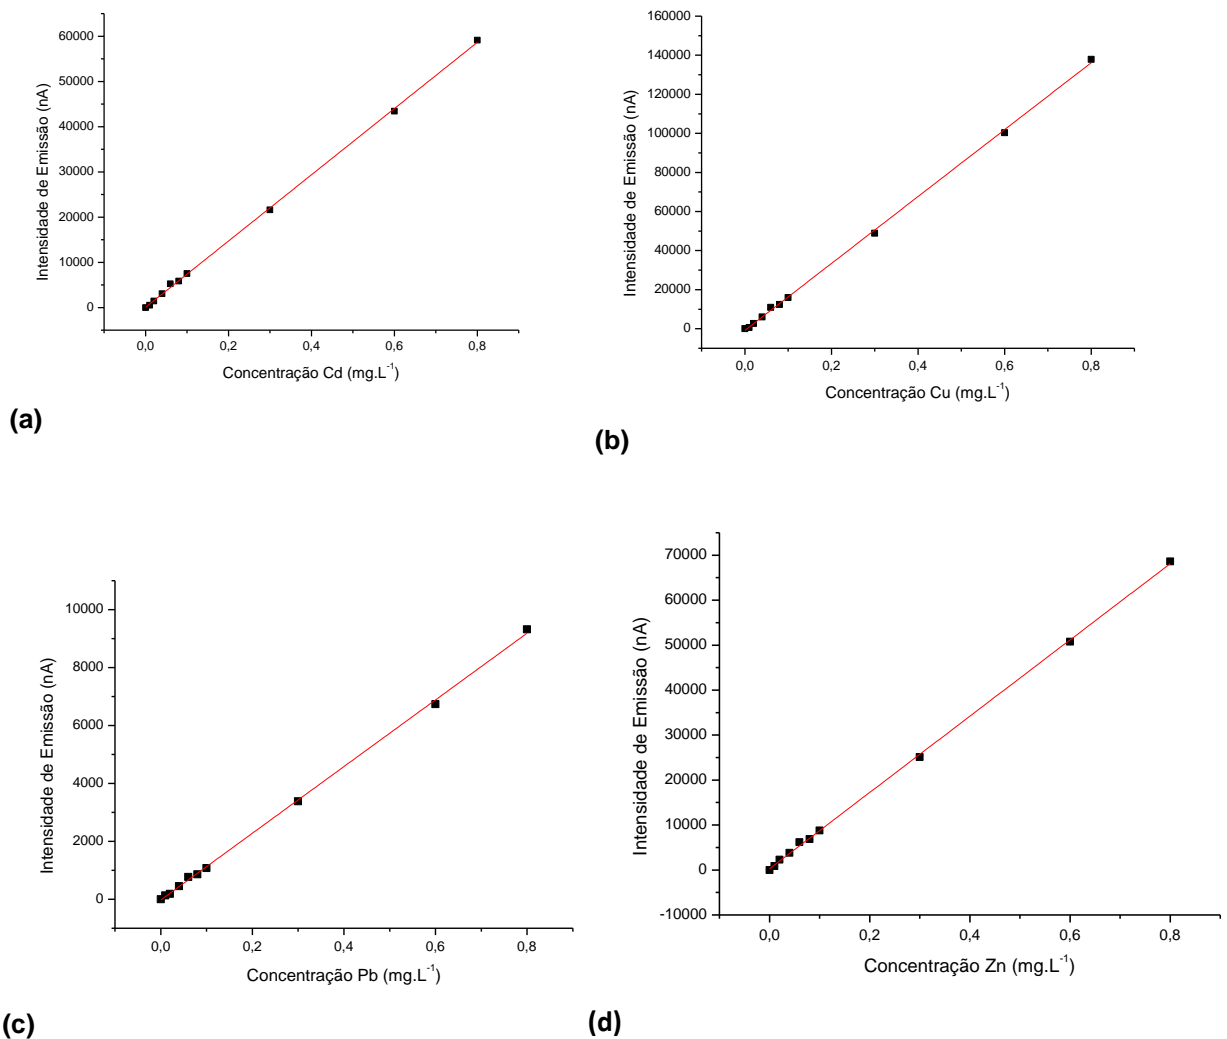 60000
50000
40000
30000
20000
10000
0
Intensidade de Emissão (nA)
0,0 0,2 0,4 0,6 0,8
Concentração Cd (mg.L⁻¹)
(a)
160000
140000
120000
100000
80000
60000
40000
20000
0
Intensidade de Emissão (nA)
0,0 0,2 0,4 0,6 0,8
Concentração Cu (mg.L⁻¹)
(b)
10000
8000
6000
4000
2000
0
Intensidade de Emissão (nA)
0,0 0,2 0,4 0,6 0,8
Concentração Pb (mg.L⁻¹)
(c)
70000
60000
50000
40000
30000
20000
10000
0
-10000
Intensidade de Emissão (nA)
0,0 0,2 0,4 0,6 0,8
Concentração Zn (mg.L⁻¹)
(d)